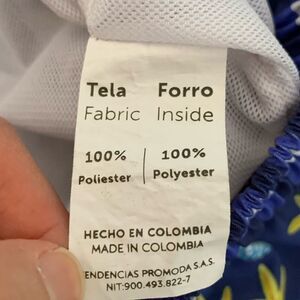 Tela Forro
Fabric Inside
100% 100%
Poliester Polyester
HECHO EN COLOMBIA
MADE IN COLOMBIA
ENDENCIAS PROMODA S.A.S.
NIT:900.493.822-7